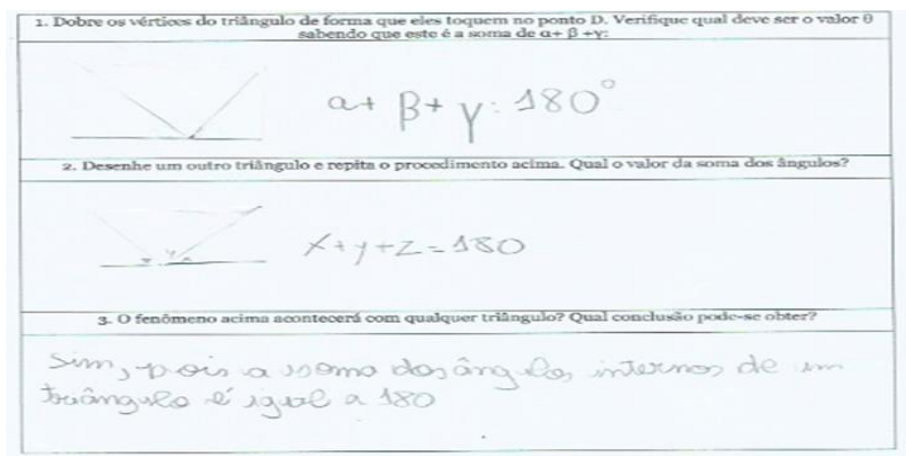 1. Dobre os vértices do triângulo de forma que eles toquem no ponto D. Verifique qual deve ser o valor θ
sabendo que este é a soma de α+ β +γ:
α+ β+ γ: 180°
2. Desenhe um outro triângulo e repita o procedimento acima. Qual o valor da soma dos ângulos?
x+y+z=180
3. O fenômeno acima acontecerá com qualquer triângulo? Qual conclusão pode-se obter?
Sim, pois a soma dos ângulos internos de um
triângulo é igual a 180